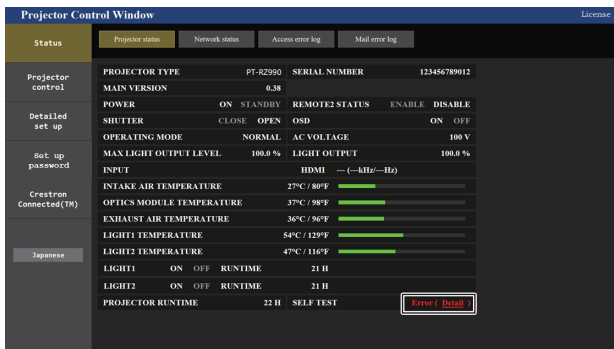 Projector Control Window
License
Status
Projector status
Network status
Access error log
Mail error log
Projector
control
Detailed
set up
Set up
password
Crestron
Connected(TM)
Japanese
PROJECTOR TYPE PT-RZ990 SERIAL NUMBER 123456789012
MAIN VERSION 0.38
POWER ON STANDBY REMOTE2 STATUS ENABLE DISABLE
SHUTTER CLOSE OPEN OSD ON OFF
OPERATING MODE NORMAL AC VOLTAGE 100 V
MAX LIGHT OUTPUT LEVEL 100.0 % LIGHT OUTPUT 100.0 %
INPUT HDMI --- (---kHz/---Hz)
INTAKE AIR TEMPERATURE 27°C / 80°F
OPTICS MODULE TEMPERATURE 37°C / 98°F
EXHAUST AIR TEMPERATURE 36°C / 96°F
LIGHT1 TEMPERATURE 54°C / 129°F
LIGHT2 TEMPERATURE 47°C / 116°F
LIGHT1 ON OFF RUNTIME 21 H
LIGHT2 ON OFF RUNTIME 21 H
PROJECTOR RUNTIME 22 H SELF TEST Error ( Detail )